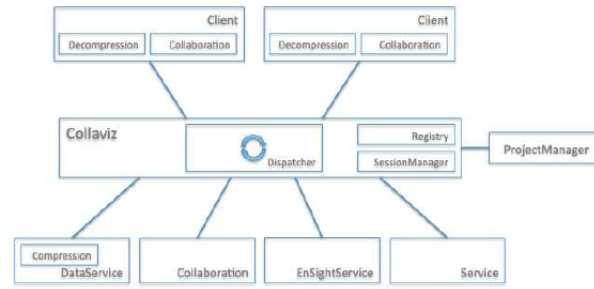 Client
Client
Decompression
Collaboration
Decompression
Collaboration
Collaviz
Dispatcher
Registry
SessionManager
ProjectManager
Compression
DataService
Collaboration
EnSightService
Service